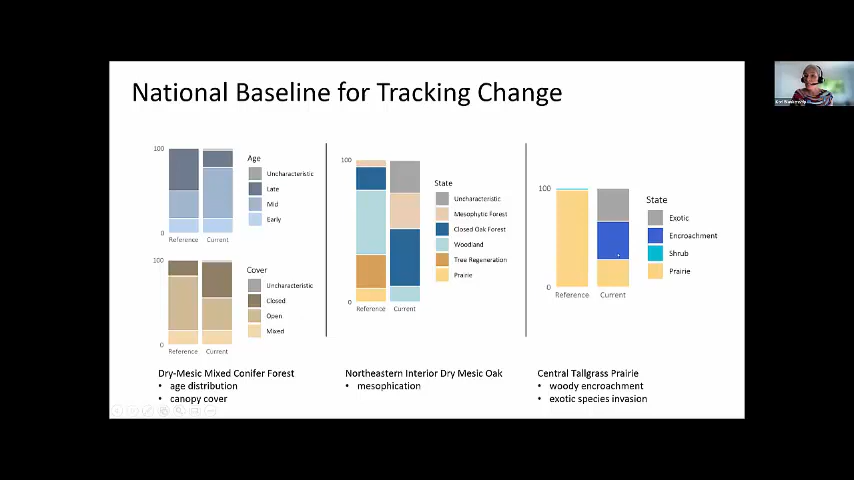 National Baseline for Tracking Change
100
0
Reference
Current
Age
Uncharacteristic
Late
Mid
Early
0
Reference
Current
100
Cover
Uncharacteristic
Closed
Open
Mixed
100
0
Reference
Current
State
Uncharacteristic
Mesophytic Forest
Closed Oak Forest
Woodland
Tree Regeneration
Prairie
100
0
Reference
Current
State
Exotic
Encroachment
Shrub
Prairie
Dry-Mesic Mixed Conifer Forest
• age distribution
• canopy cover
Northeastern Interior Dry Mesic Oak
• mesophication
Central Tallgrass Prairie
• woody encroachment
• exotic species invasion